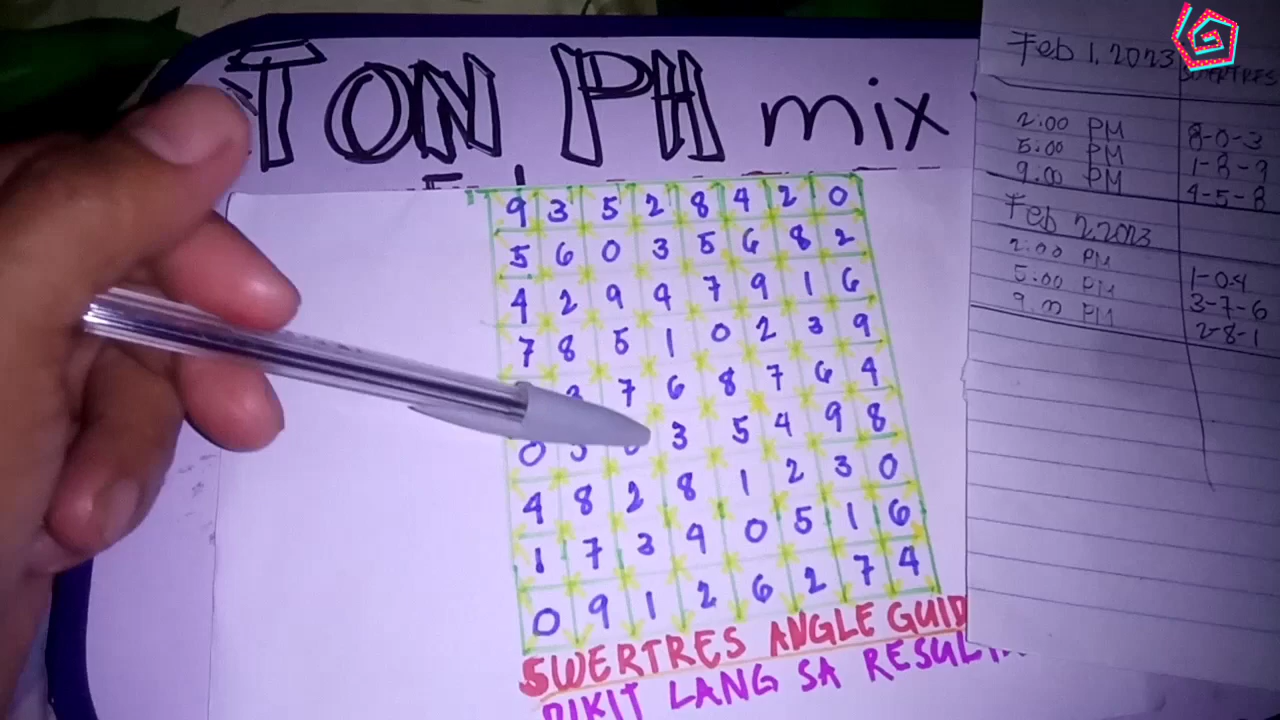 TON PH mix
9 3 5 2 8 4 2 0
5 6 0 3 5 6 8 2
4 2 9 4 7 9 1 6
7 8 5 1 0 2 3 9
7 6 8 7 6 4
0 3 5 4 9 8
4 8 2 8 1 2 3 0
1 7 3 9 0 5 1 6
0 9 1 2 6 2 7 4
SWERTRES ANGLE GUID
DIKIT LANG SA RESULT
Feb 1, 2023 SWERTRES
2:00 PM 8-0-3
5:00 PM 1-8-9
9:00 PM 4-5-8
Feb 2, 2023
2:00 PM 1-0-4
5:00 PM 3-7-6
9:00 PM 2-8-1